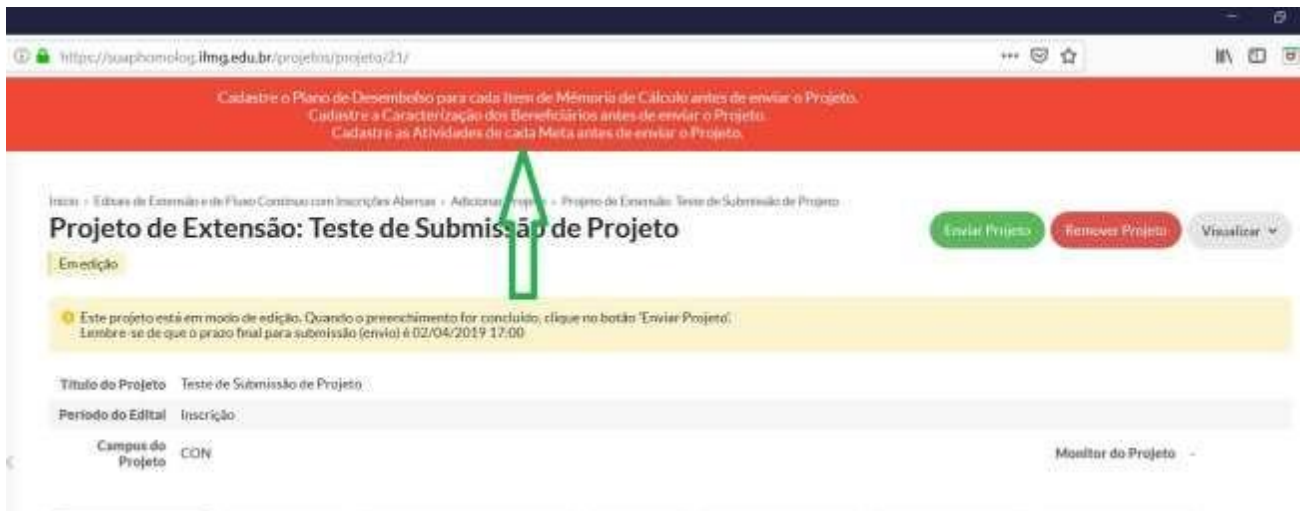 https://suaphomolog.ifmg.edu.br/projetos/projeto/21/
Cadastre o Plano de Desembolso para cada Item de Mémoria de Cálculo antes de enviar o Projeto.
Cadastre a Caracterização dos Beneficiários antes de enviar o Projeto.
Cadastre as Atividades de cada Meta antes de enviar o Projeto.
Início » Editais de Extensão e de Fluxo Contínuo com Inscrições Abertas » Adicionar Projeto » Projeto de Extensão: Teste de Submissão de Projeto
Projeto de Extensão: Teste de Submissão de Projeto
Enviar Projeto Remover Projeto Visualizar
Em edição
Este projeto está em modo de edição. Quando o preenchimento for concluído, clique no botão 'Enviar Projeto'.
Lembre-se de que o prazo final para submissão (envio) é 02/04/2019 17:00
Título do Projeto Teste de Submissão de Projeto
Período do Edital Inscrição
Campus do
Projeto
CON
Monitor do Projeto -